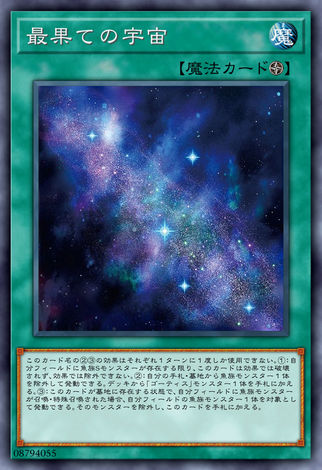 最果ての宇宙
魔
【魔法カード】
このカード名の②③の効果はそれぞれ1ターンに1度しか使用できない。①:自
分フィールドに魚族Sモンスターが存在する限り、このカードは効果では破壊
されず、効果では除外できない。②:自分の手札・墓地から魚族モンスター1体
を除外して発動できる。デッキから「ゴーティス」モンスター1体を手札に加え
る。③:このカードが墓地に存在する状態で、自分フィールドに魚族モンスター
が召喚・特殊召喚された場合、自分フィールドの魚族モンスター1体を対象とし
て発動できる。そのモンスターを除外し、このカードを手札に加える。
08794055